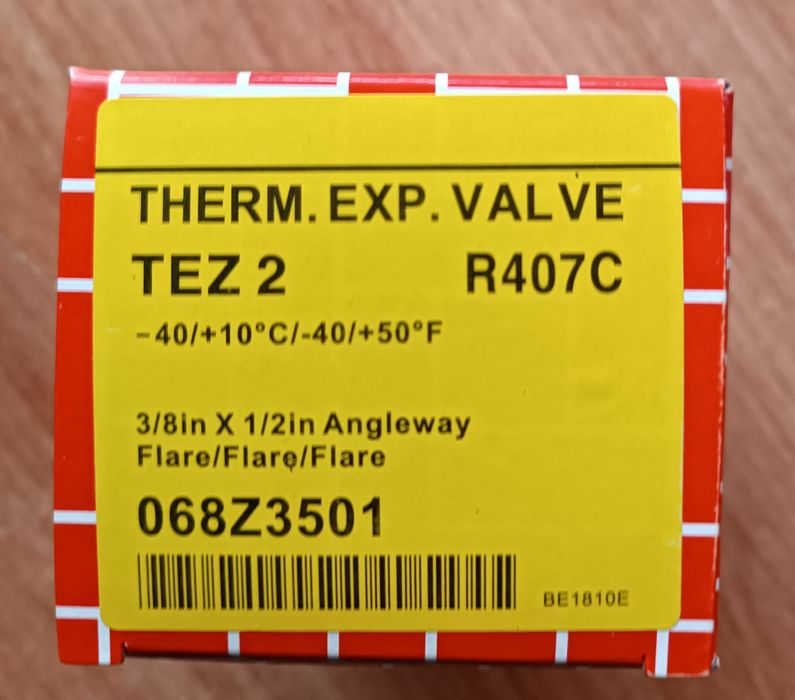 THERM. EXP. VALVE
TEZ 2 R407C
-40/+10°C/-40/+50°F
3/8in X 1/2in Angleway
Flare/Flare/Flare
068Z3501
BE1810E